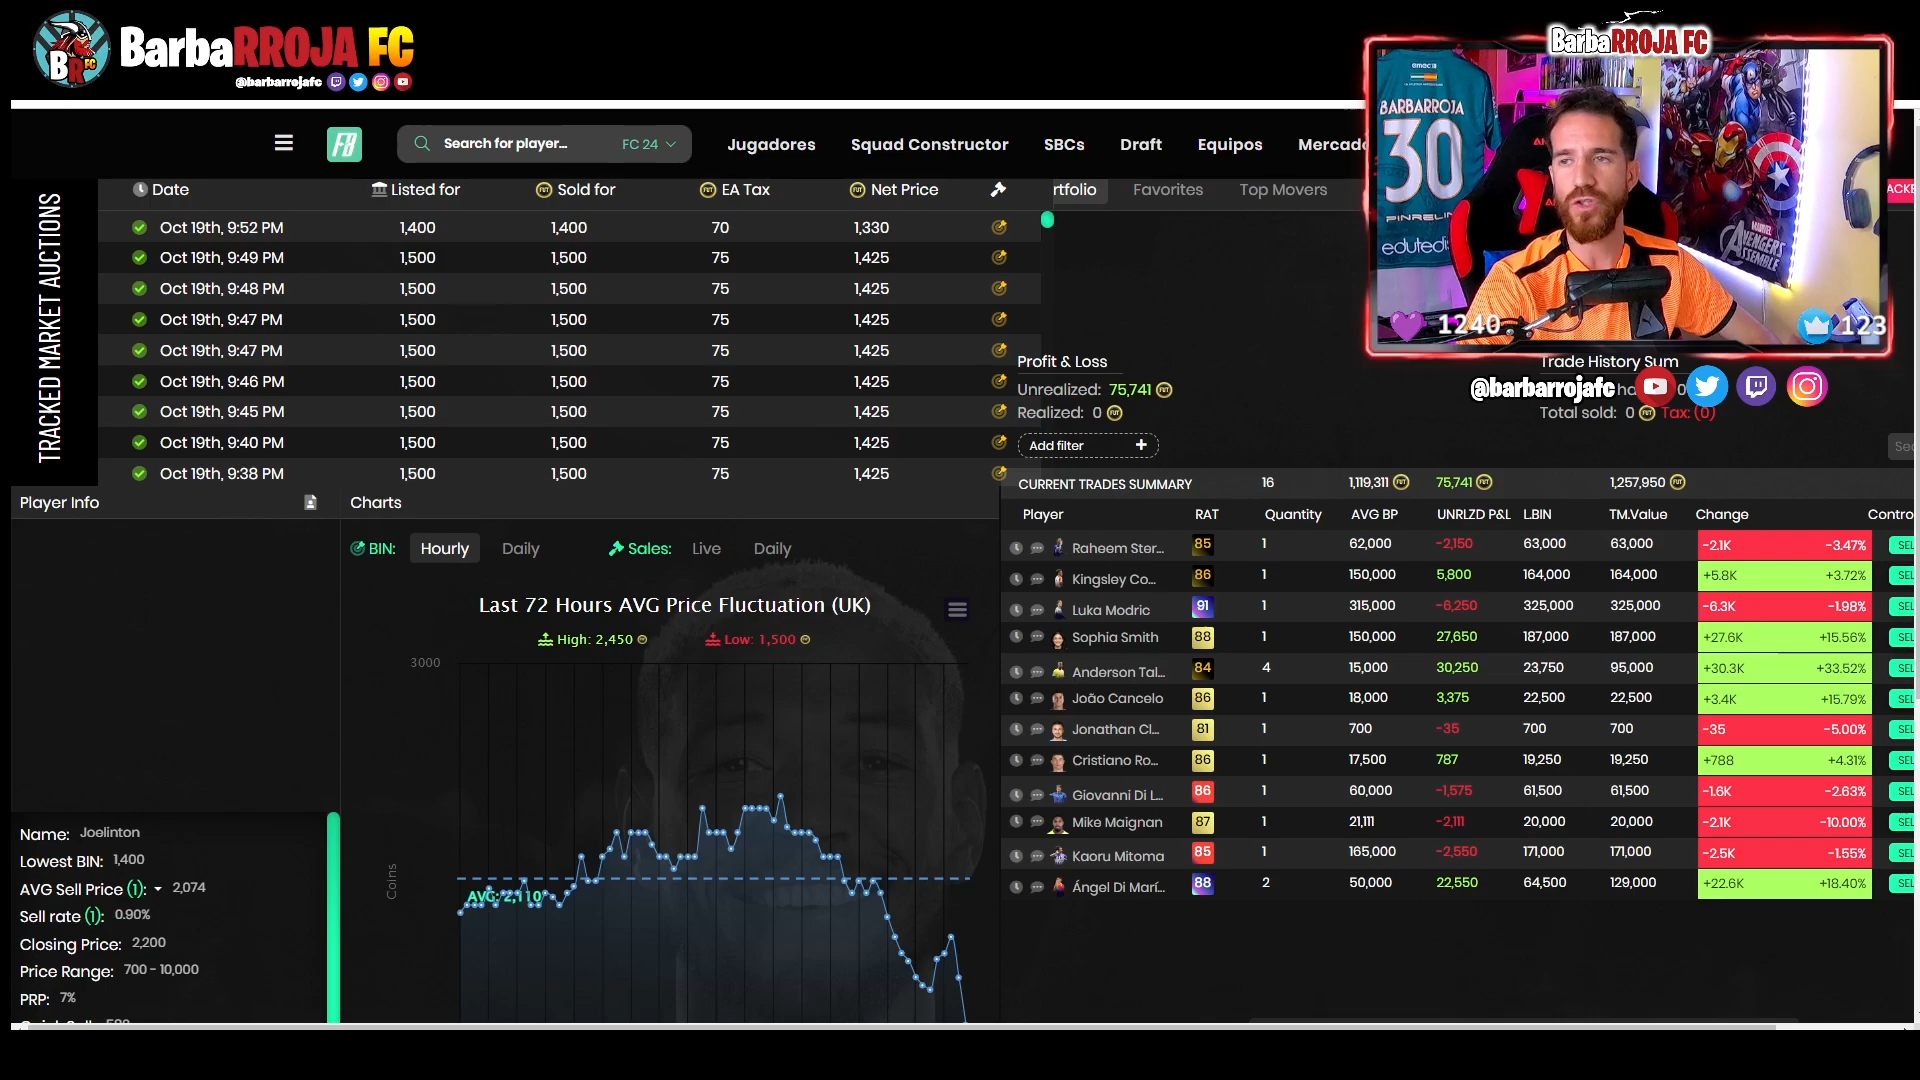 BarbaRROJA FC
@barbarrojafc
BR FC
BarbaRROJA FC
BARBARROJA
30
PINRELIN
MARVEL
AVENGERS
ASSEMBLE
1240
123
@barbarrojafc
Search for player...
FC 24
Jugadores
Squad Constructor
SBCs
Draft
Equipos
Mercado
TRACKED MARKET AUCTIONS
Date Listed for Sold for EA Tax Net Price
Oct 19th, 9:52 PM 1,400 1,400 70 1,330
Oct 19th, 9:49 PM 1,500 1,500 75 1,425
Oct 19th, 9:48 PM 1,500 1,500 75 1,425
Oct 19th, 9:47 PM 1,500 1,500 75 1,425
Oct 19th, 9:47 PM 1,500 1,500 75 1,425
Oct 19th, 9:46 PM 1,500 1,500 75 1,425
Oct 19th, 9:45 PM 1,500 1,500 75 1,425
Oct 19th, 9:40 PM 1,500 1,500 75 1,425
Oct 19th, 9:38 PM 1,500 1,500 75 1,425
rtfolio Favorites Top Movers
Profit & Loss
Unrealized: 75,741
Realized: 0
Trade History Sum
Total sold: 0 Tax: (0)
Add filter +
CURRENT TRADES SUMMARY 16 1,119,311 75,741 1,257,950
Player RAT Quantity AVG BP UNRLZD P&L LBIN TM.Value Change Contro
Raheem Ster... 85 1 62,000 -2,150 63,000 63,000 -2.1K -3.47% SEL
Kingsley Co... 86 1 150,000 5,800 164,000 164,000 +5.8K +3.72% SEL
Luka Modric 91 1 315,000 -6,250 325,000 325,000 -6.3K -1.98% SEL
Sophia Smith 88 1 150,000 27,650 187,000 187,000 +27.6K +15.56% SEL
Anderson Tal... 84 4 15,000 30,250 23,750 95,000 +30.3K +33.52% SEL
João Cancelo 86 1 18,000 3,375 22,500 22,500 +3.4K +15.79% SEL
Jonathan Cl... 81 1 700 -35 700 700 -35 -5.00% SEL
Cristiano Ro... 86 1 17,500 787 19,250 19,250 +788 +4.31% SEL
Giovanni Di L... 86 1 60,000 -1,575 61,500 61,500 -1.6K -2.63% SEL
Mike Maignan 87 1 21,111 -2,111 20,000 20,000 -2.1K -10.00% SEL
Kaoru Mitoma 85 1 165,000 -2,550 171,000 171,000 -2.5K -1.55% SEL
Ángel Di Marí... 88 2 50,000 22,550 64,500 129,000 +22.6K +18.40% SEL
Player Info
Charts
BIN: Hourly Daily Sales: Live Daily
Last 72 Hours AVG Price Fluctuation (UK)
High: 2,450 Low: 1,500
3000
Coins
AVG: 2,110
Name: Joelinton
Lowest BIN: 1,400
AVG Sell Price (1): 2,074
Sell rate (1): 0.90%
Closing Price: 2,200
Price Range: 700 - 10,000
PRP: 7%